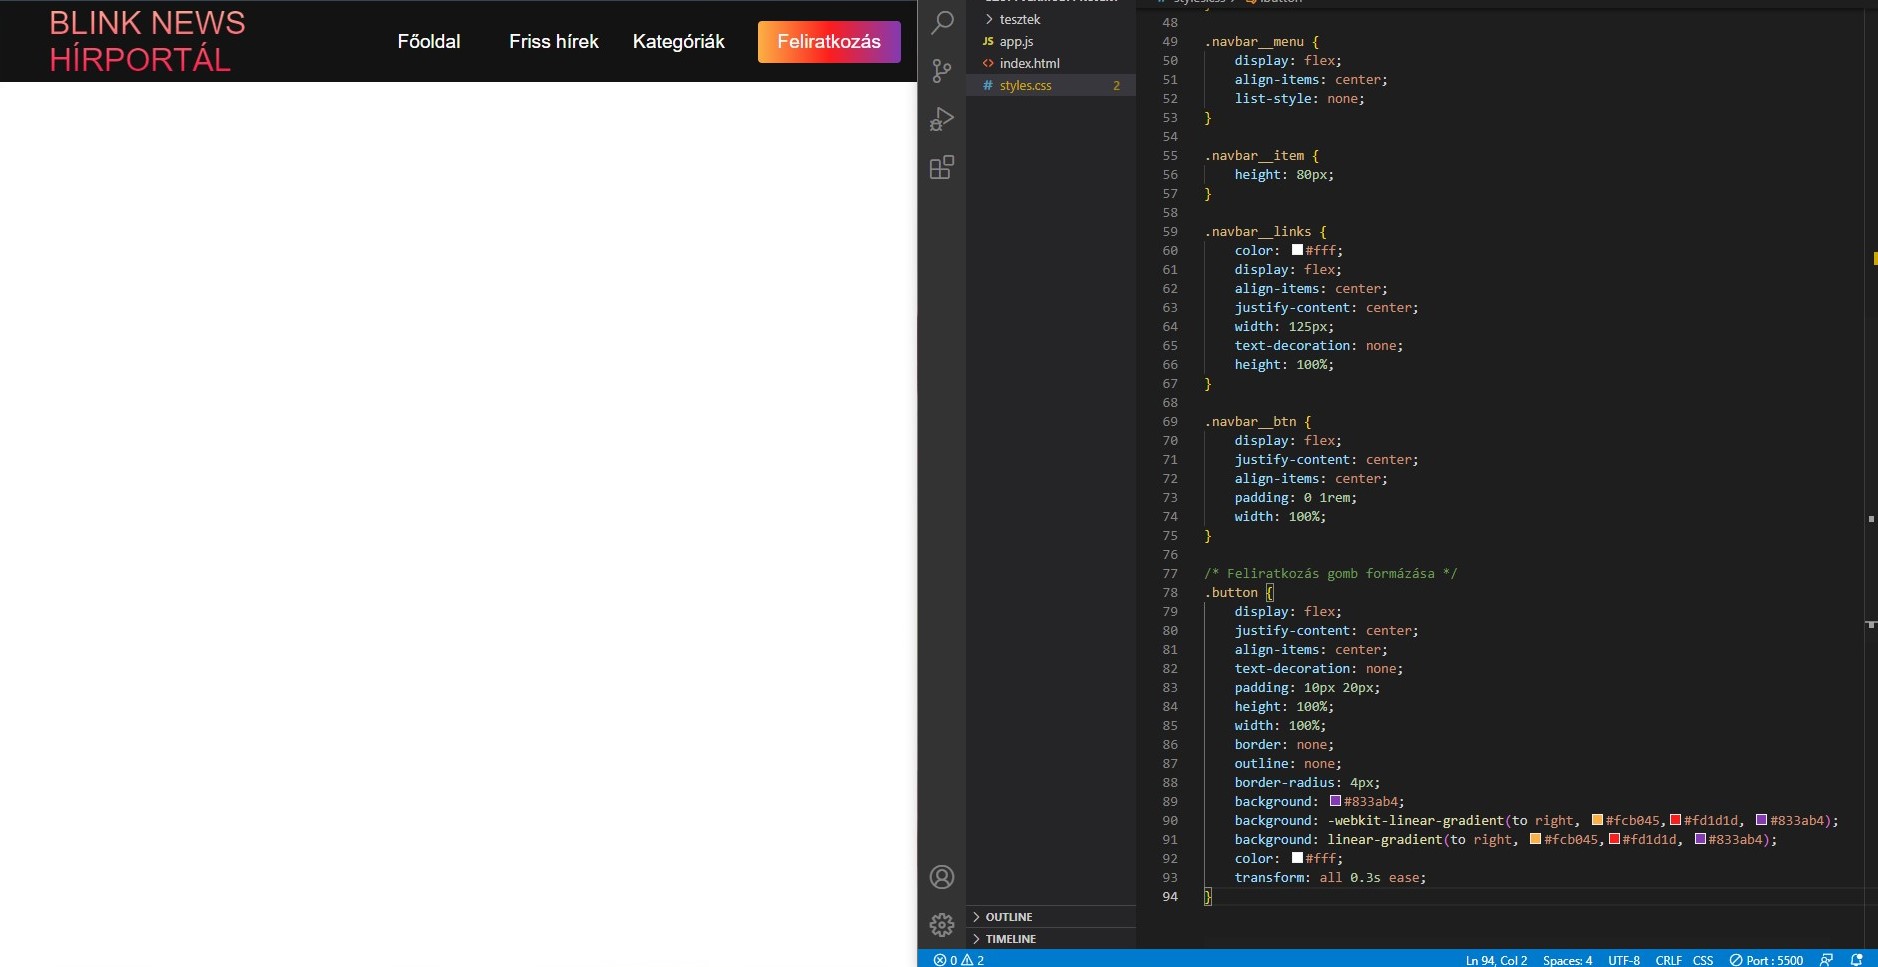 BLINK NEWS
HÍRPORTÁL
Főoldal
Friss hírek
Kategóriák
Feliratkozás
tesztek
JS app.js
<> index.html
# styles.css 2
OUTLINE
TIMELINE
48
49 .navbar__menu {
50 display: flex;
51 align-items: center;
52 list-style: none;
53 }
54
55 .navbar__item {
56 height: 80px;
57 }
58
59 .navbar__links {
60 color: #fff;
61 display: flex;
62 align-items: center;
63 justify-content: center;
64 width: 125px;
65 text-decoration: none;
66 height: 100%;
67 }
68
69 .navbar__btn {
70 display: flex;
71 justify-content: center;
72 align-items: center;
73 padding: 0 1rem;
74 width: 100%;
75 }
76
77 /* Feliratkozás gomb formázása */
78 .button {
79 display: flex;
80 justify-content: center;
81 align-items: center;
82 text-decoration: none;
83 padding: 10px 20px;
84 height: 100%;
85 width: 100%;
86 border: none;
87 outline: none;
88 border-radius: 4px;
89 background: #833ab4;
90 background: -webkit-linear-gradient(to right, #fcb045, #fd1d1d, #833ab4);
91 background: linear-gradient(to right, #fcb045, #fd1d1d, #833ab4);
92 color: #fff;
93 transform: all 0.3s ease;
94 }
0 2 Ln 94, Col 2 Spaces: 4 UTF-8 CRLF CSS Port : 5500